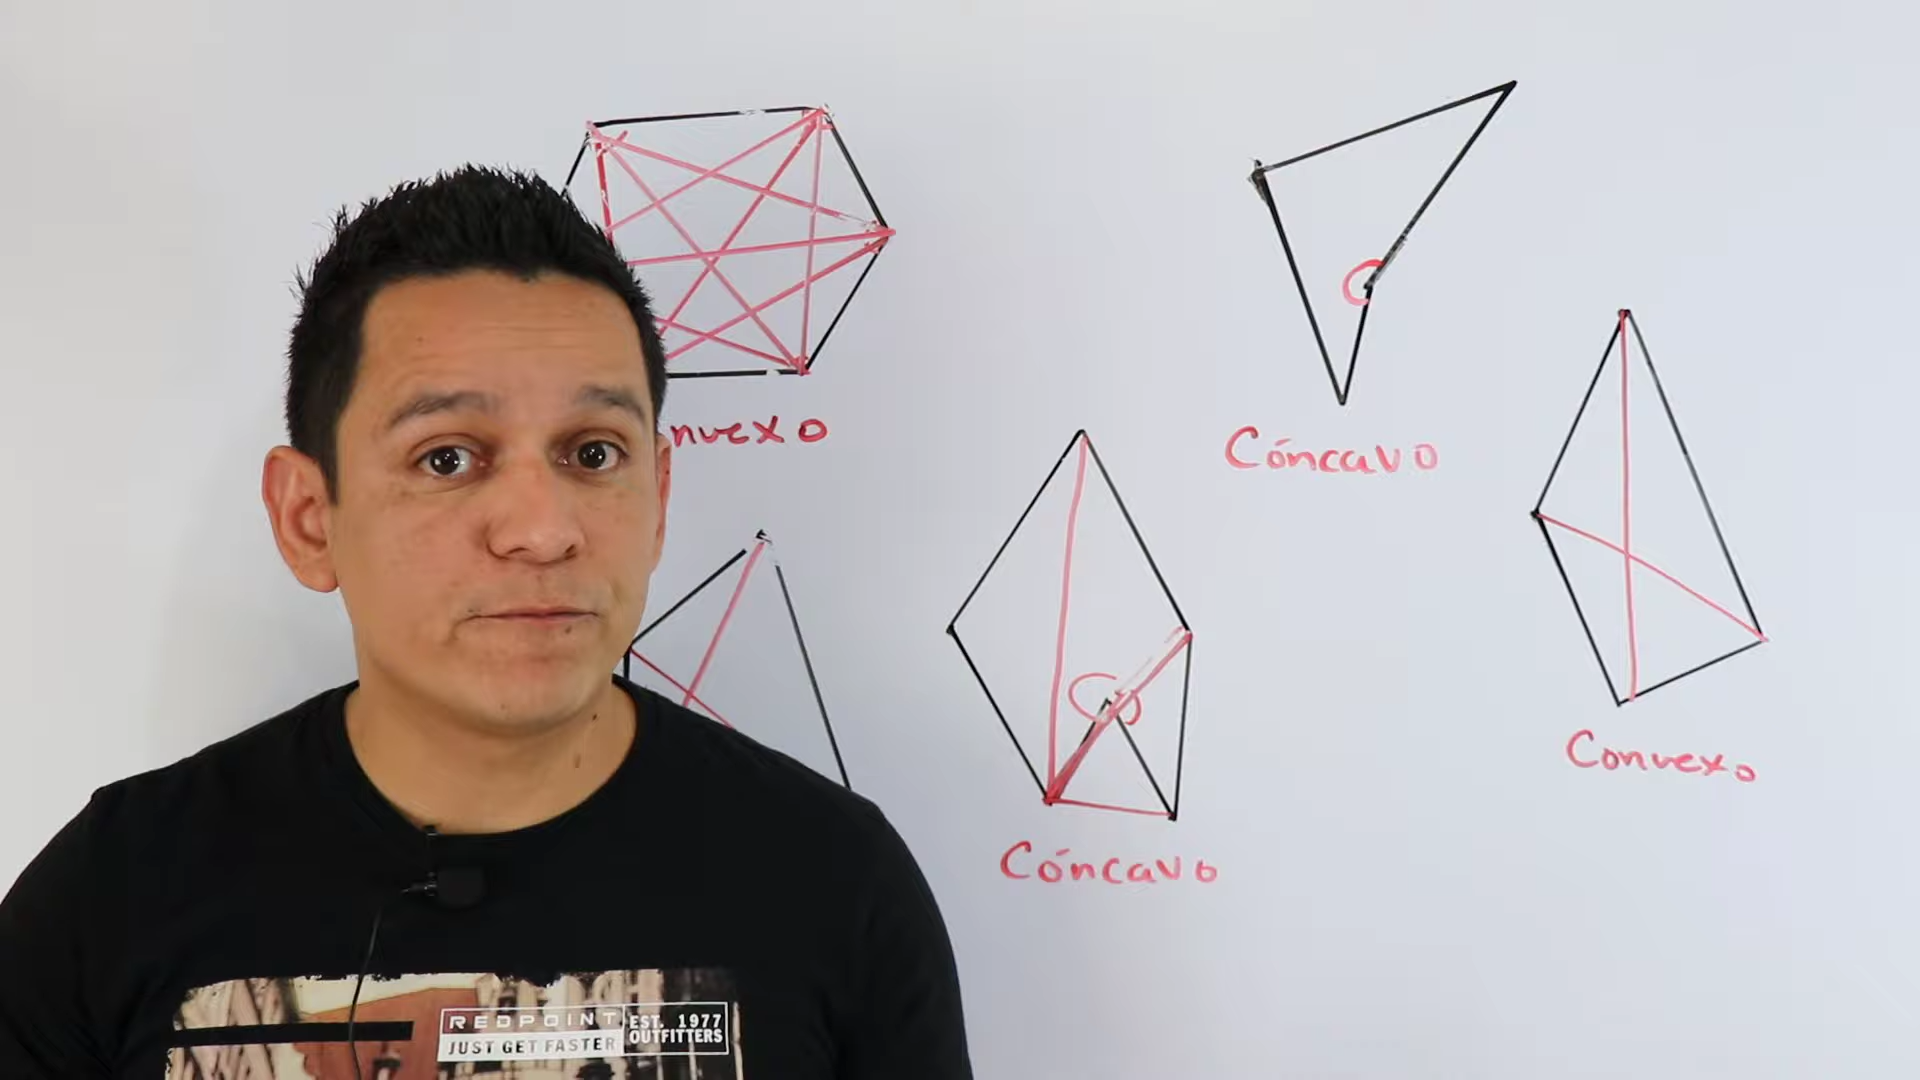 nvexo
Cóncavo
Convexo
Cóncavo
REDPOINT EST. 1977
JUST GET FASTER OUTFITTERS